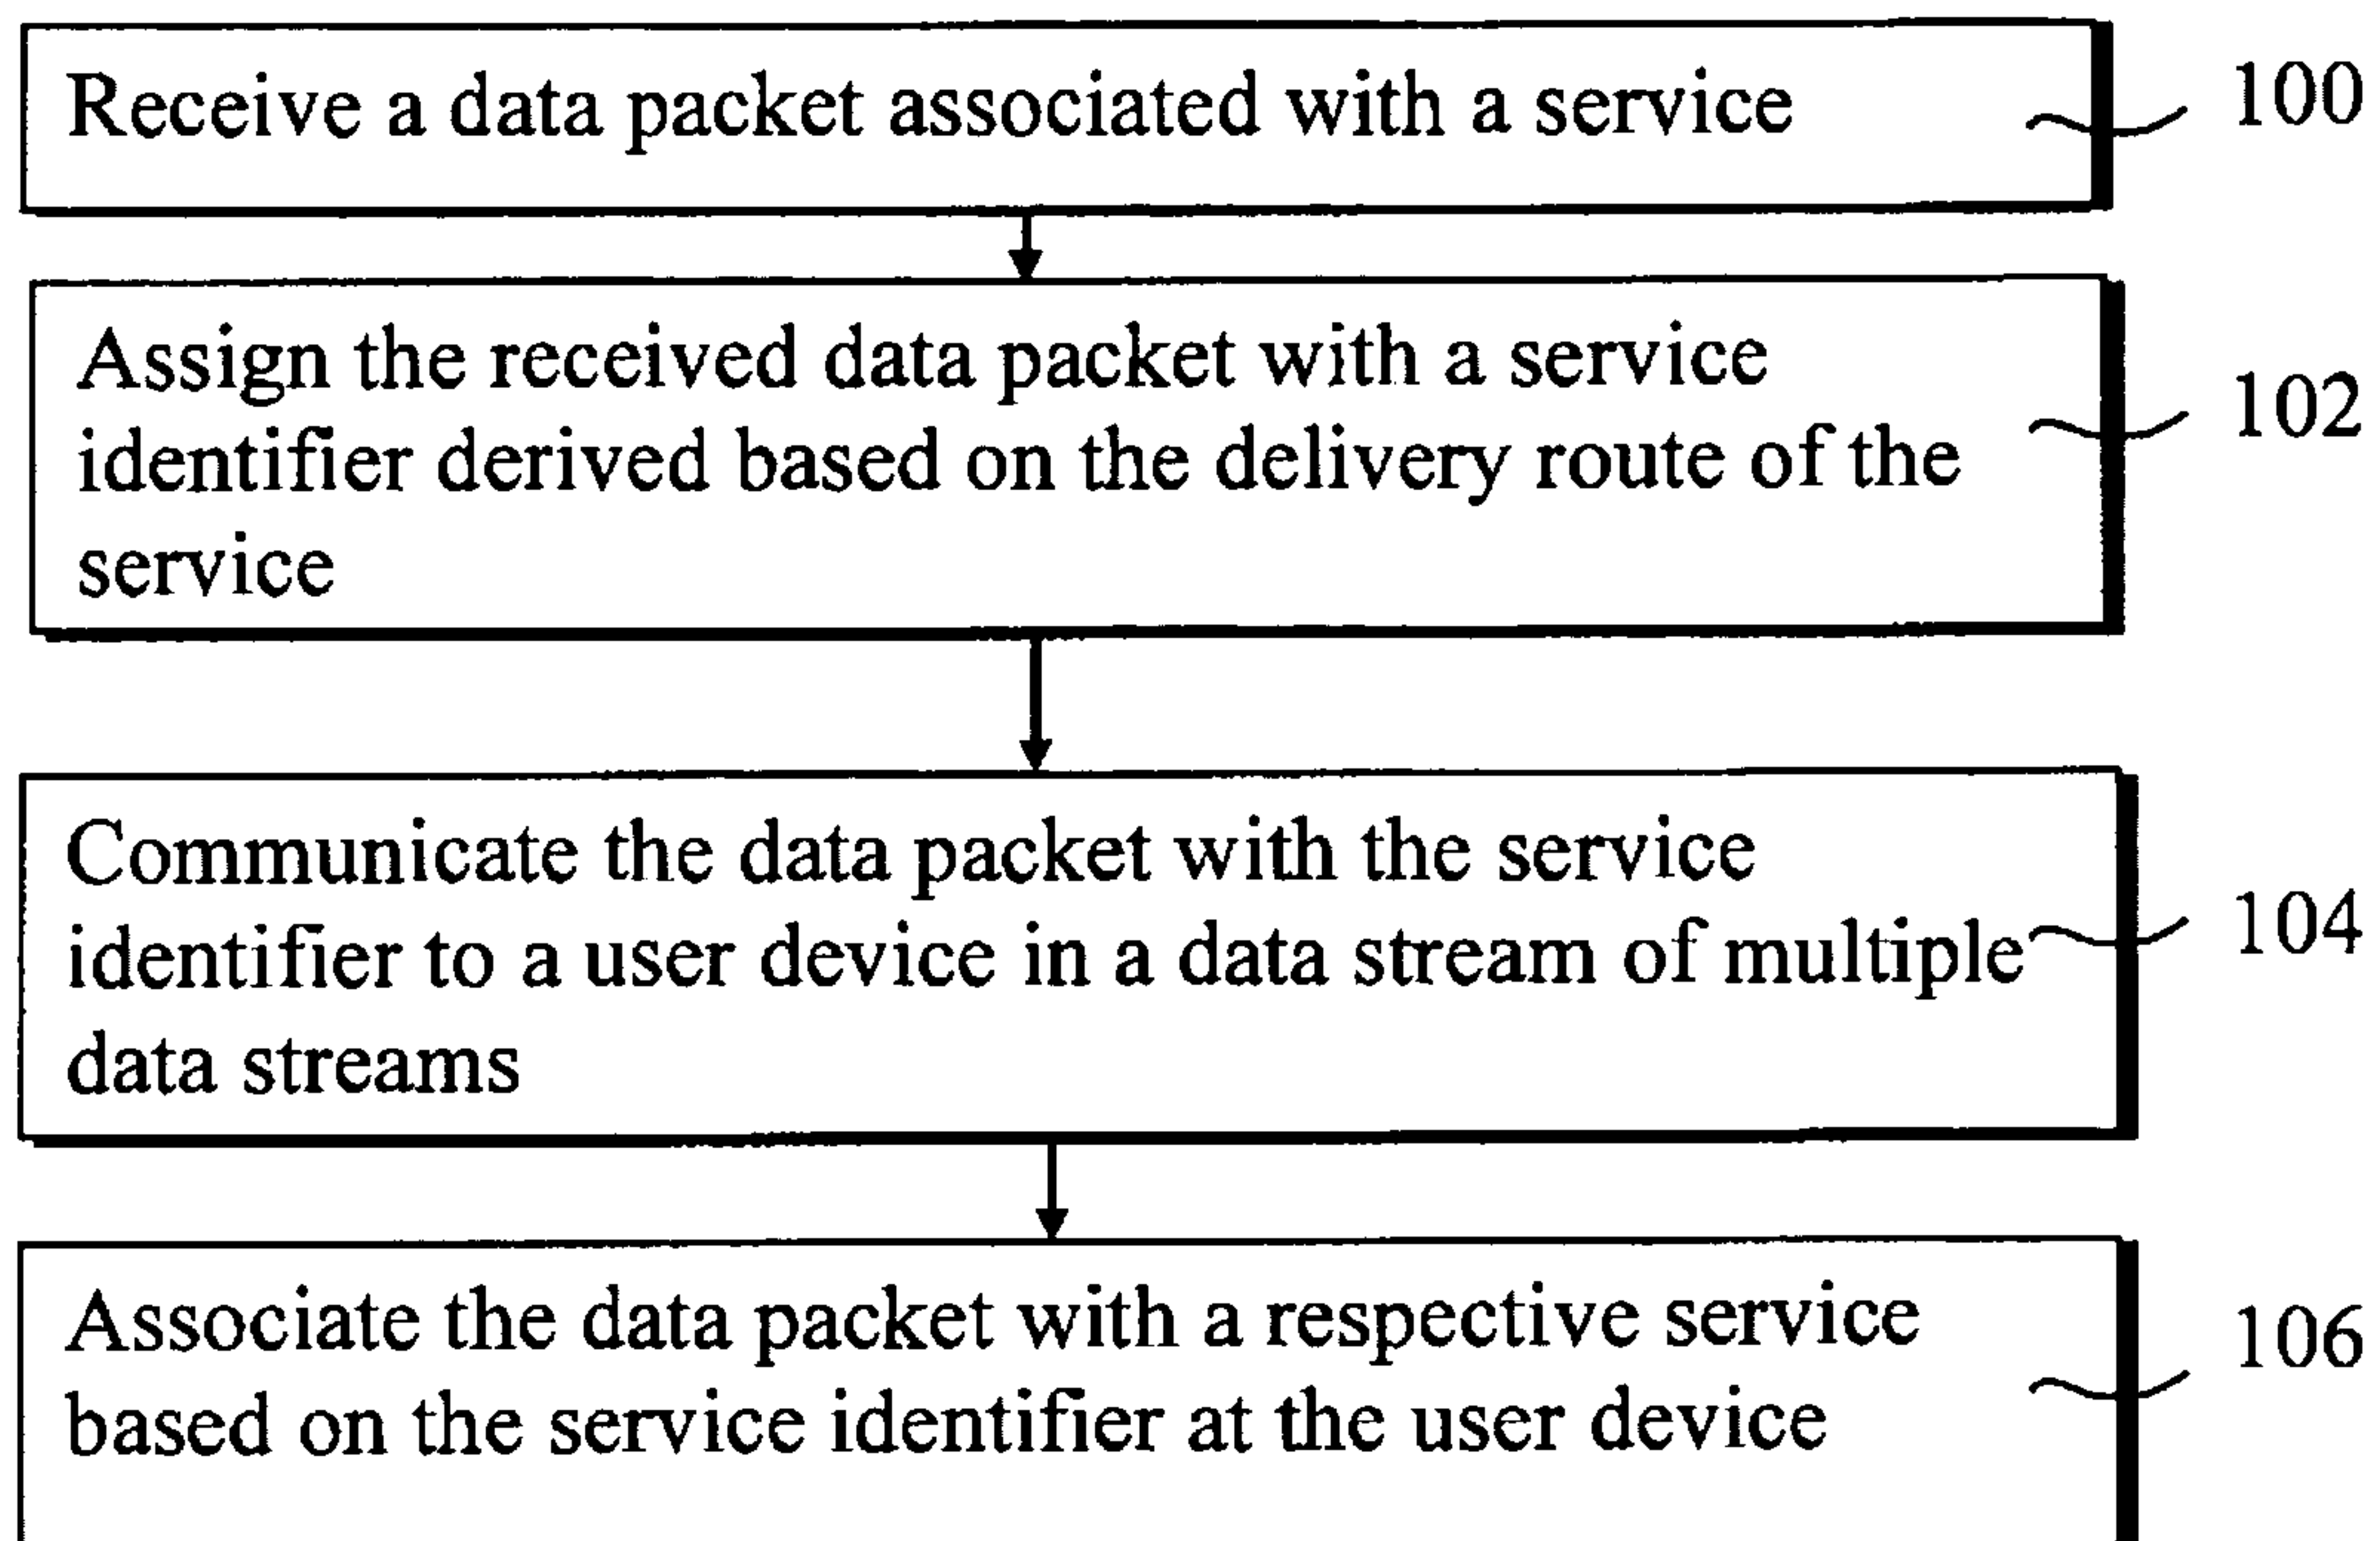 Receive a data packet associated with a service
100
Assign the received data packet with a service
identifier derived based on the delivery route of the
service
102
Communicate the data packet with the service
identifier to a user device in a data stream of multiple
data streams
104
Associate the data packet with a respective service
based on the service identifier at the user device
106